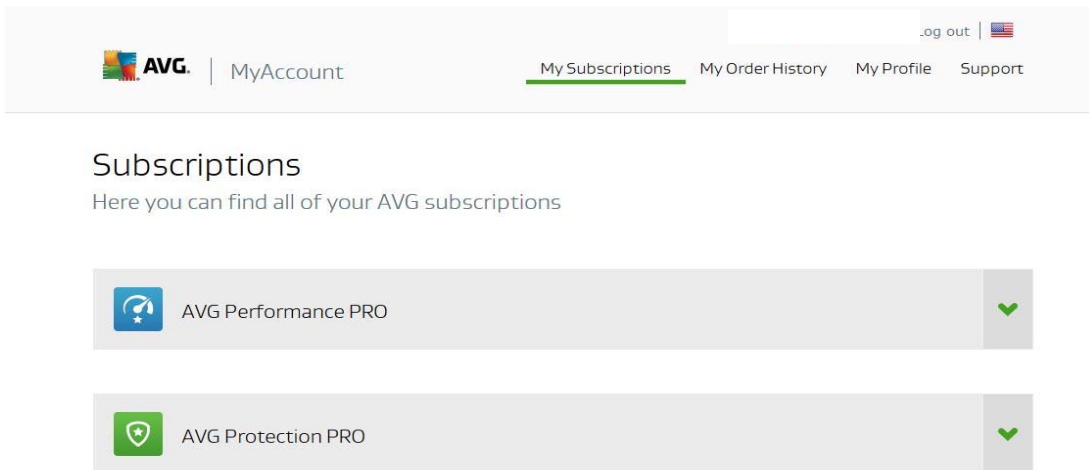 Log out |
AVG. | MyAccount
My Subscriptions My Order History My Profile Support
Subscriptions
Here you can find all of your AVG subscriptions
AVG Performance PRO
AVG Protection PRO